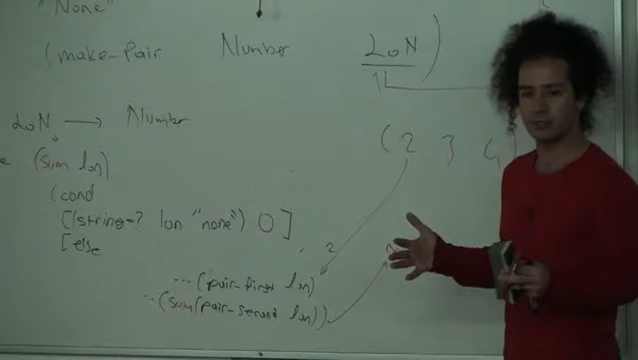 "None"
(make-pair Number LoN)
LoN → Number
(2 3 4)
(sum lon)
(cond
[(string=? lon "none") 0]
[else
2
... (pair-first lon)
... (sum (pair-second lon))